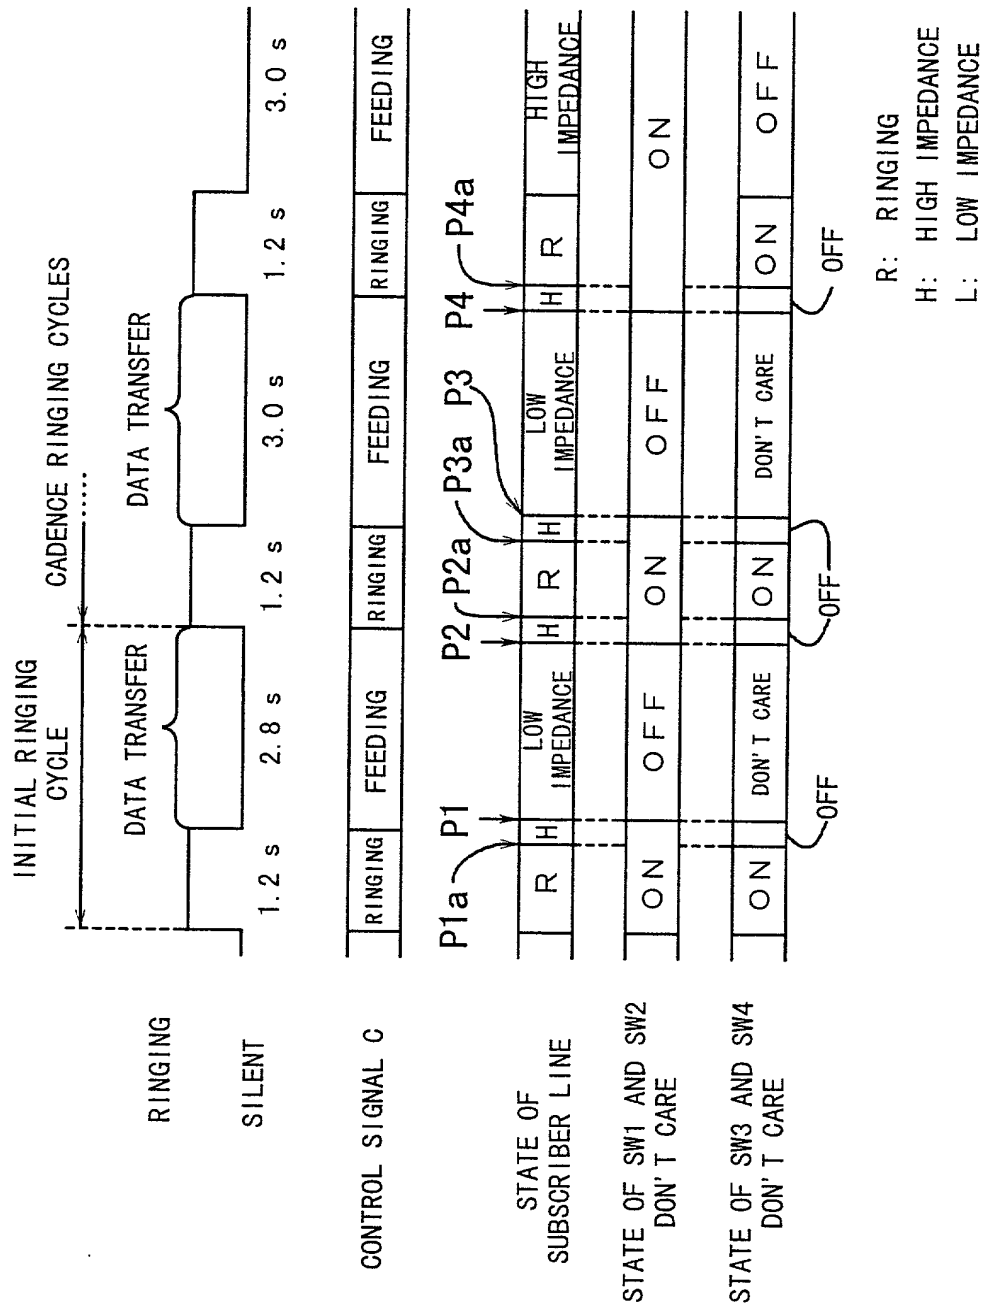 INITIAL RINGING
CYCLE
CADENCE RINGING CYCLES
DATA TRANSFER
DATA TRANSFER
RINGING
SILENT
1.2 s
2.8 s
1.2 s
3.0 s
1.2 s
3.0 s
CONTROL SIGNAL C
RINGING
FEEDING
RINGING
FEEDING
RINGING
FEEDING
P1a
P1
P2
P2a
P3a
P3
P4
P4a
STATE OF
SUBSCRIBER LINE
R
H
LOW
IMPEDANCE
H
R
H
LOW
IMPEDANCE
H
R
HIGH
IMPEDANCE
STATE OF SW1 AND SW2
DON'T CARE
ON
OFF
ON
OFF
ON
STATE OF SW3 AND SW4
DON'T CARE
ON
DON'T CARE
ON
DON'T CARE
ON
OFF
OFF
OFF
OFF
R: RINGING
H: HIGH IMPEDANCE
L: LOW IMPEDANCE